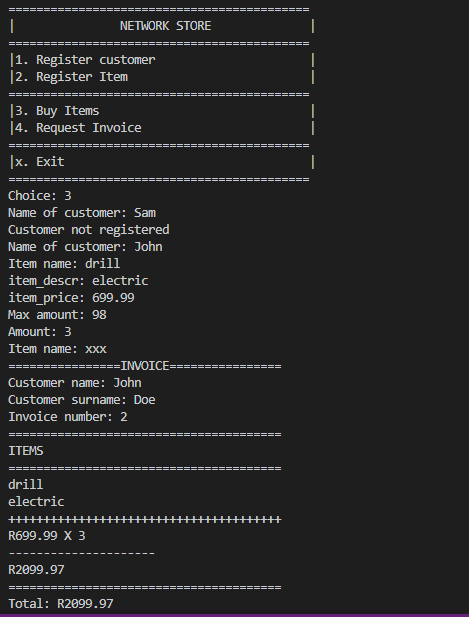 ===========================================
|               NETWORK STORE              |
===========================================
|1. Register customer                      |
|2. Register Item                          |
===========================================
|3. Buy Items                              |
|4. Request Invoice                        |
===========================================
|x. Exit                                   |
===========================================
Choice: 3
Name of customer: Sam
Customer not registered
Name of customer: John
Item name: drill
item_descr: electric
item_price: 699.99
Max amount: 98
Amount: 3
Item name: xxx
================INVOICE================
Customer name: John
Customer surname: Doe
Invoice number: 2
=======================================
ITEMS
=======================================
drill
electric
+++++++++++++++++++++++++++++++++++++++
R699.99 X 3
---------------------
R2099.97
=======================================
Total: R2099.97